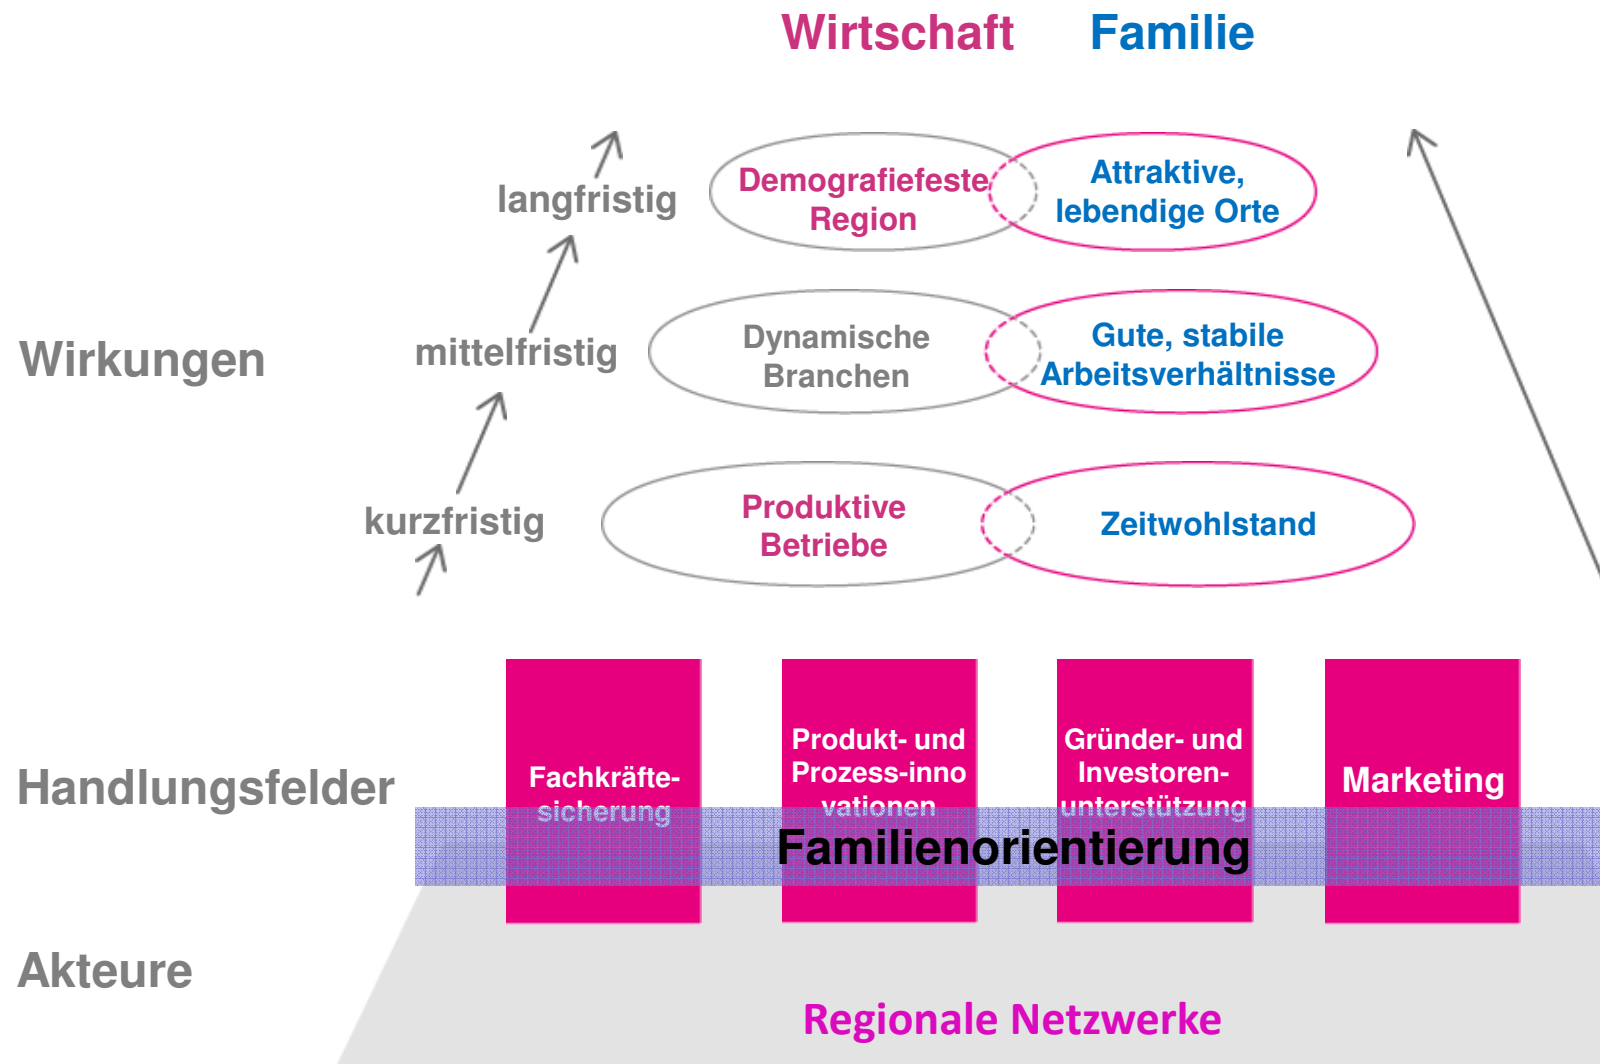 Wirtschaft Familie
langfristig
Demografiefeste
Region
Attraktive,
lebendige Orte
Wirkungen
mittelfristig
Dynamische
Branchen
Gute, stabile
Arbeitsverhältnisse
kurzfristig
Produktive
Betriebe
Zeitwohlstand
Handlungsfelder
Fachkräfte-
sicherung
Produkt- und
Prozess-inno
vationen
Gründer- und
Investoren-
unterstützung
Marketing
Familienorientierung
Akteure
Regionale Netzwerke